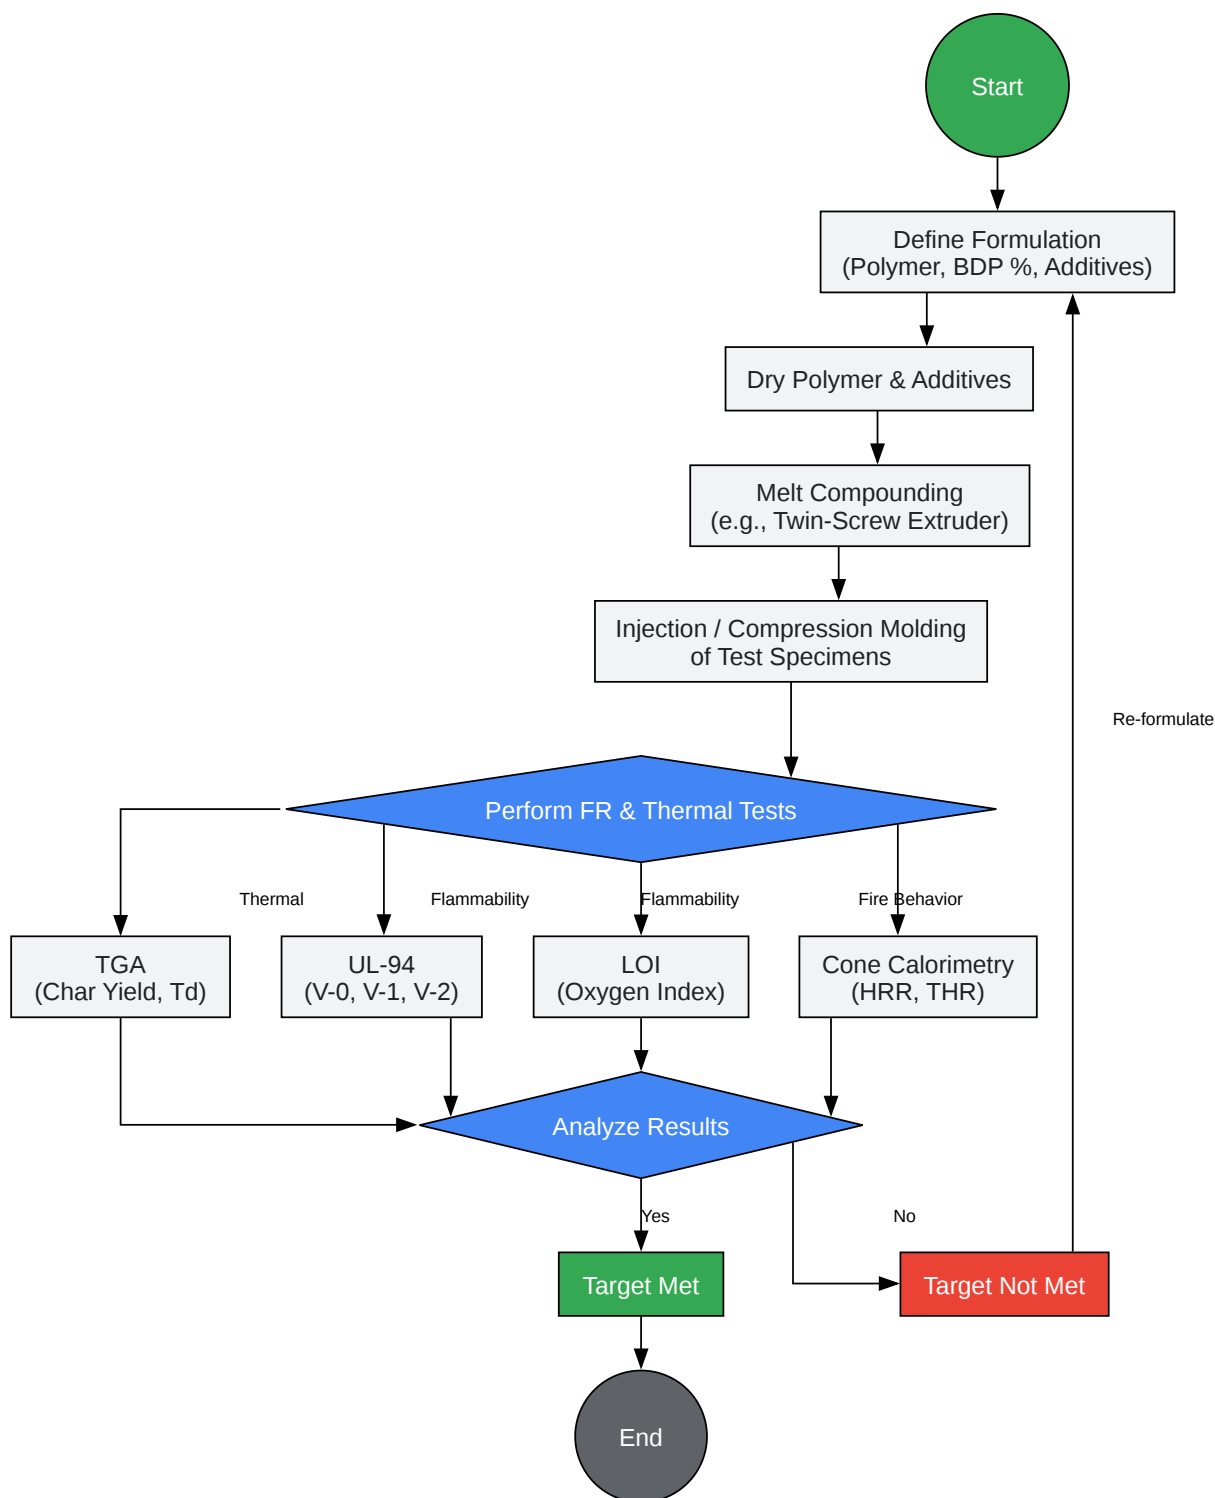 Start
Define Formulation
(Polymer, BDP %, Additives)
Dry Polymer & Additives
Melt Compounding
(e.g., Twin-Screw Extruder)
Injection / Compression Molding
of Test Specimens
Re-formulate
Perform FR & Thermal Tests
Thermal
Flammability
Flammability
Fire Behavior
TGA
(Char Yield, Td)
UL-94
(V-0, V-1, V-2)
LOI
(Oxygen Index)
Cone Calorimetry
(HRR, THR)
Analyze Results
Yes
No
Target Met
Target Not Met
End